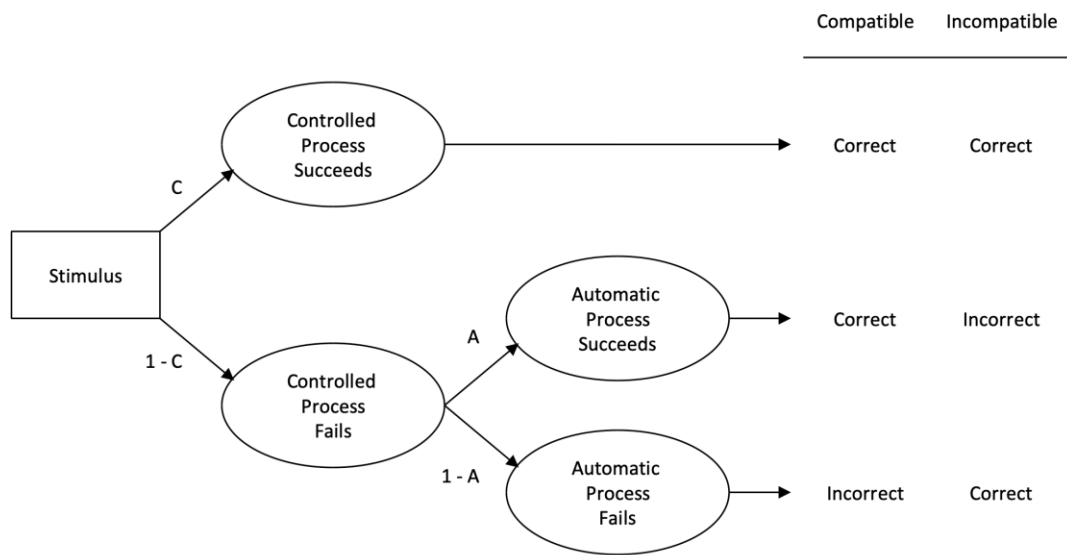 Compatible Incompatible
Controlled
Process
Succeeds
Correct Correct
C
Stimulus
Automatic
Process
Succeeds
Correct Incorrect
A
1 - C
Controlled
Process
Fails
1 - A
Automatic
Process
Fails
Incorrect Correct